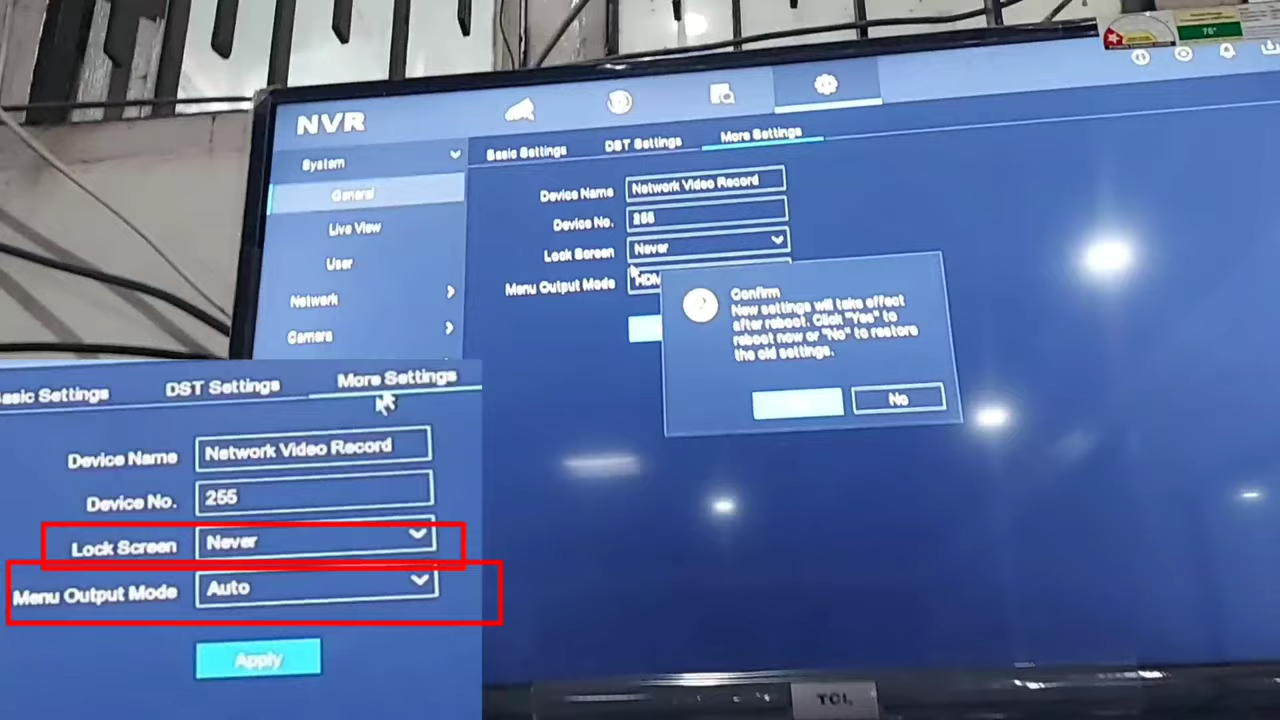 76"
NVR
System
General
Live View
User
Network
Camera
Basic Settings
DST Settings
More Settings
Device Name
Network Video Record
Device No.
255
Lock Screen
Never
Menu Output Mode
HDM
Confirm
New settings will take effect
after reboot. Click "Yes" to
reboot now or "No" to restore
the old settings.
No
asic Settings
DST Settings
More Settings
Device Name
Network Video Record
Device No.
255
Lock Screen
Never
Menu Output Mode
Auto
Apply
TCL